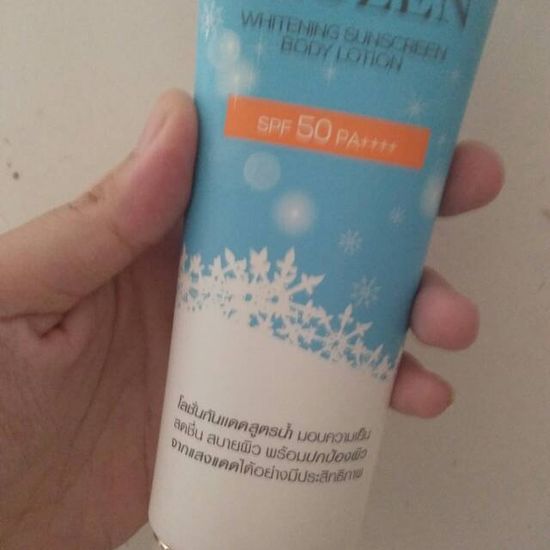 WHITENING SUNSCREEN
BODY LOTION
SPF 50 PA++++
โลชั่นกันแดดสูตรน้ำ มอบความเย็น
สดชื่น สบายผิว พร้อมปกป้องผิว
จากแสงแดดได้อย่างมีประสิทธิภาพ